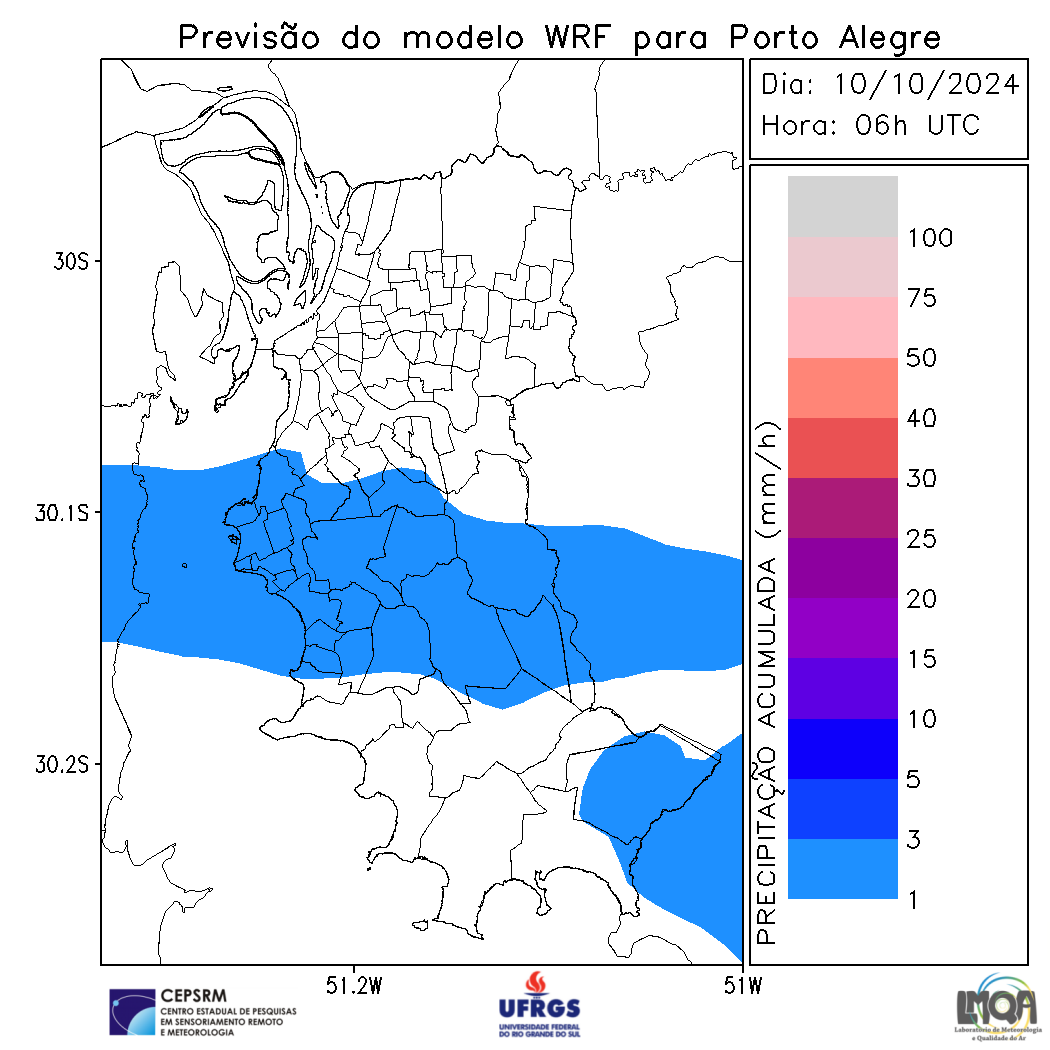 Previsão do modelo WRF para Porto Alegre
Dia: 10/10/2024
Hora: 06h UTC
30S
30.1S
30.2S
51.2W
51W
PRECIPITAÇÃO ACUMULADA (mm/h)
100
75
50
40
30
25
20
15
10
5
3
1
CEPSRM
CENTRO ESTADUAL DE PESQUISAS
EM SENSORIAMENTO REMOTO
E METEOROLOGIA
UFRGS
UNIVERSIDADE FEDERAL
DO RIO GRANDE DO SUL
LMQA
Laboratório de Meteorologia
e Qualidade do Ar